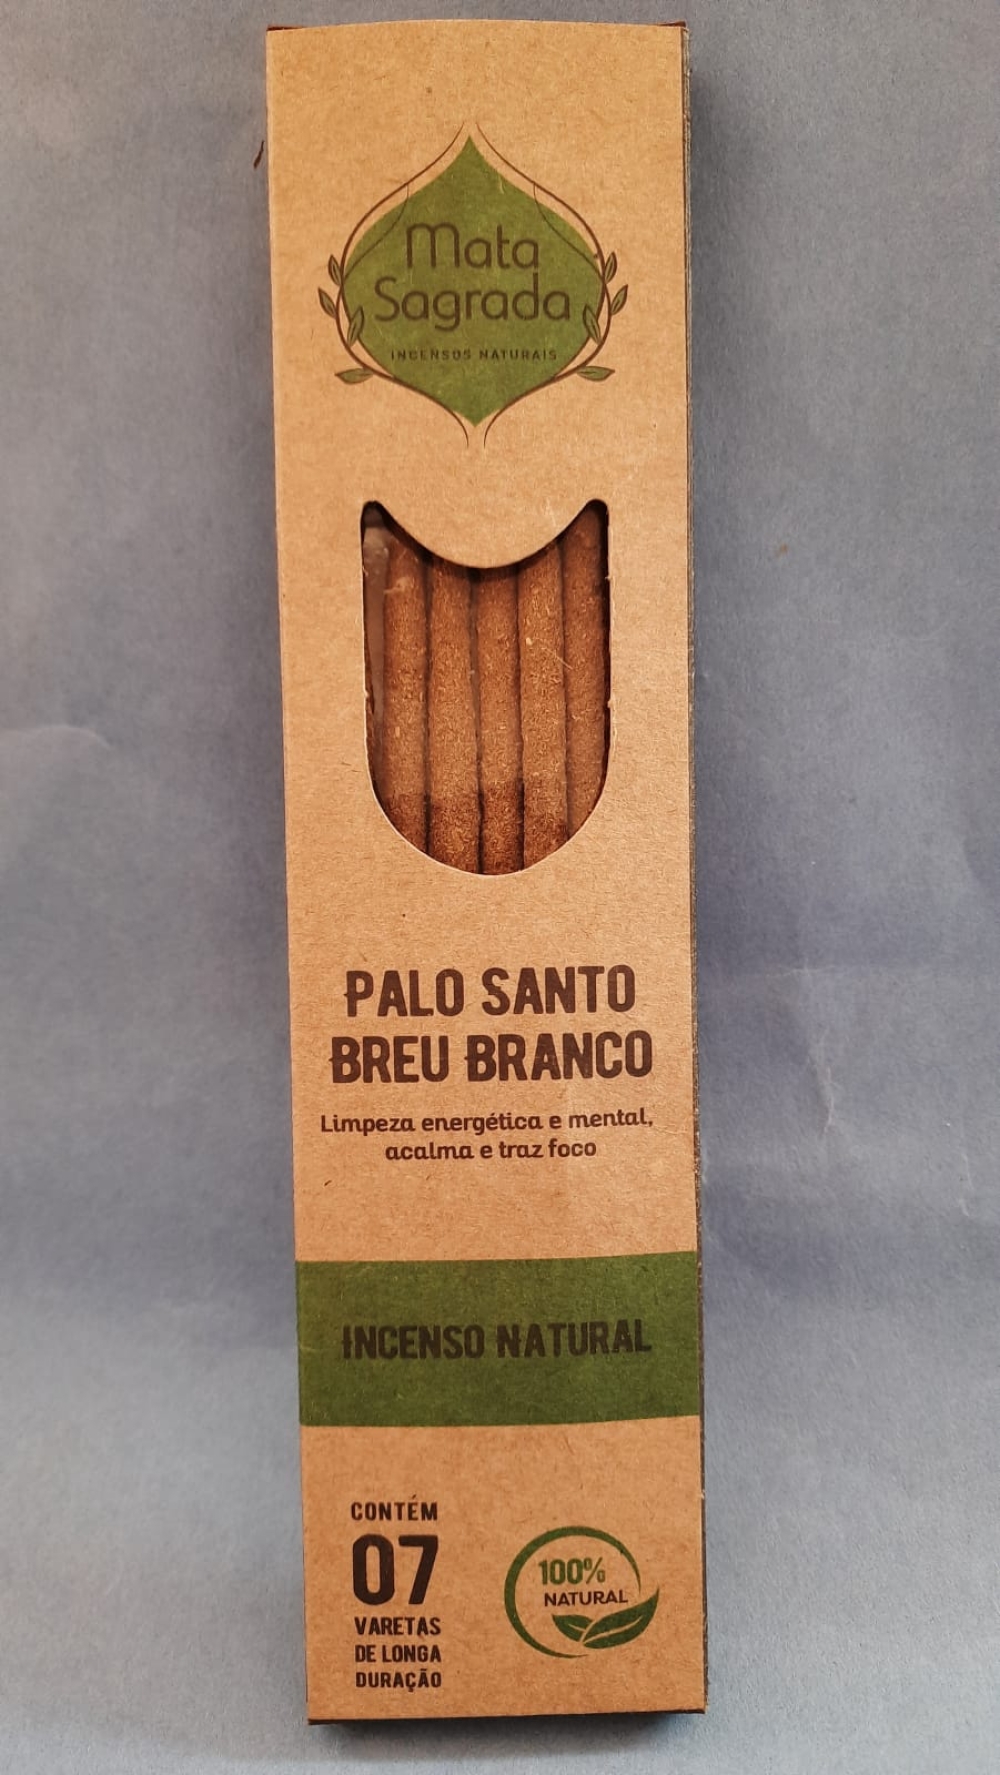 Mata
Sagrada
INCENSOS NATURAIS
PALO SANTO
BREU BRANCO
Limpeza energética e mental,
acalma e traz foco
INCENSO NATURAL
CONTÉM
07
VARETAS
DE LONGA
DURAÇÃO
100%
NATURAL